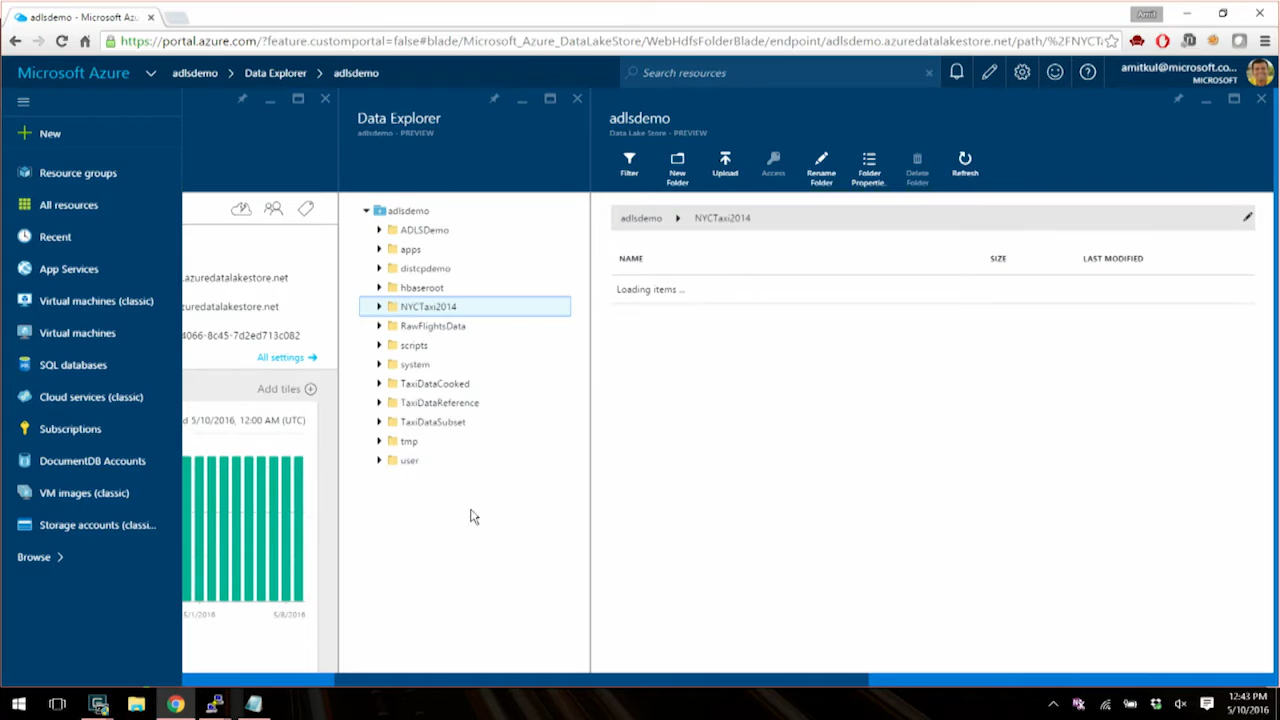 adlsdemo - Microsoft Azu
Amit
https://portal.azure.com/?feature.customportal=false#blade/Microsoft_Azure_DataLakeStore/WebHdfsFolderBlade/endpoint/adlsdemo.azuredatalakestore.net/path/%2FNYCT
Microsoft Azure
adlsdemo > Data Explorer > adlsdemo
Search resources
amitkul@microsoft.co...
MICROSOFT
New
Resource groups
All resources
Recent
App Services
Virtual machines (classic)
Virtual machines
SQL databases
Cloud services (classic)
Subscriptions
DocumentDB Accounts
VM images (classic)
Storage accounts (classi...
Browse >
.azuredatalakestore.net
uredatalakestore.net
4066-8c45-7d2ed713c082
All settings
Add tiles
d 5/10/2016, 12:00 AM (UTC)
5/1/2016 5/8/2016
Data Explorer
adlsdemo - PREVIEW
adlsdemo
ADLSDemo
apps
distcpdemo
hbaseroot
NYCTaxi2014
RawFlightsData
scripts
system
TaxiDataCooked
TaxiDataReference
TaxiDataSubset
tmp
user
adlsdemo
Data Lake Store - PREVIEW
Filter
New Folder
Upload
Access
Rename Folder
Folder Propertie..
Delete Folder
Refresh
adlsdemo NYCTaxi2014
NAME SIZE LAST MODIFIED
Loading items ...
12:43 PM
5/10/2016